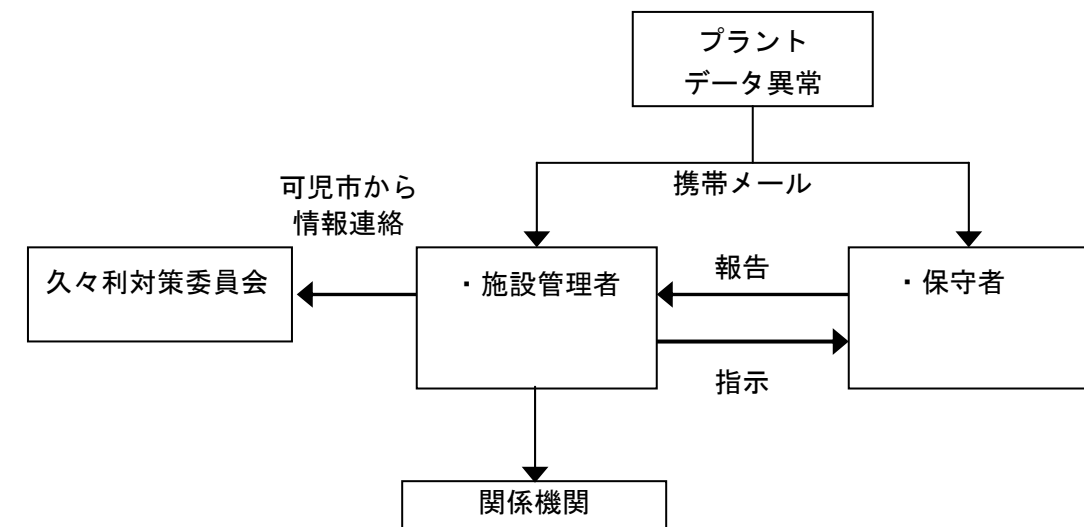 プラント
データ異常
携帯メール
可児市から
情報連絡
久々利対策委員会
・施設管理者
報告
・保守者
指示
関係機関